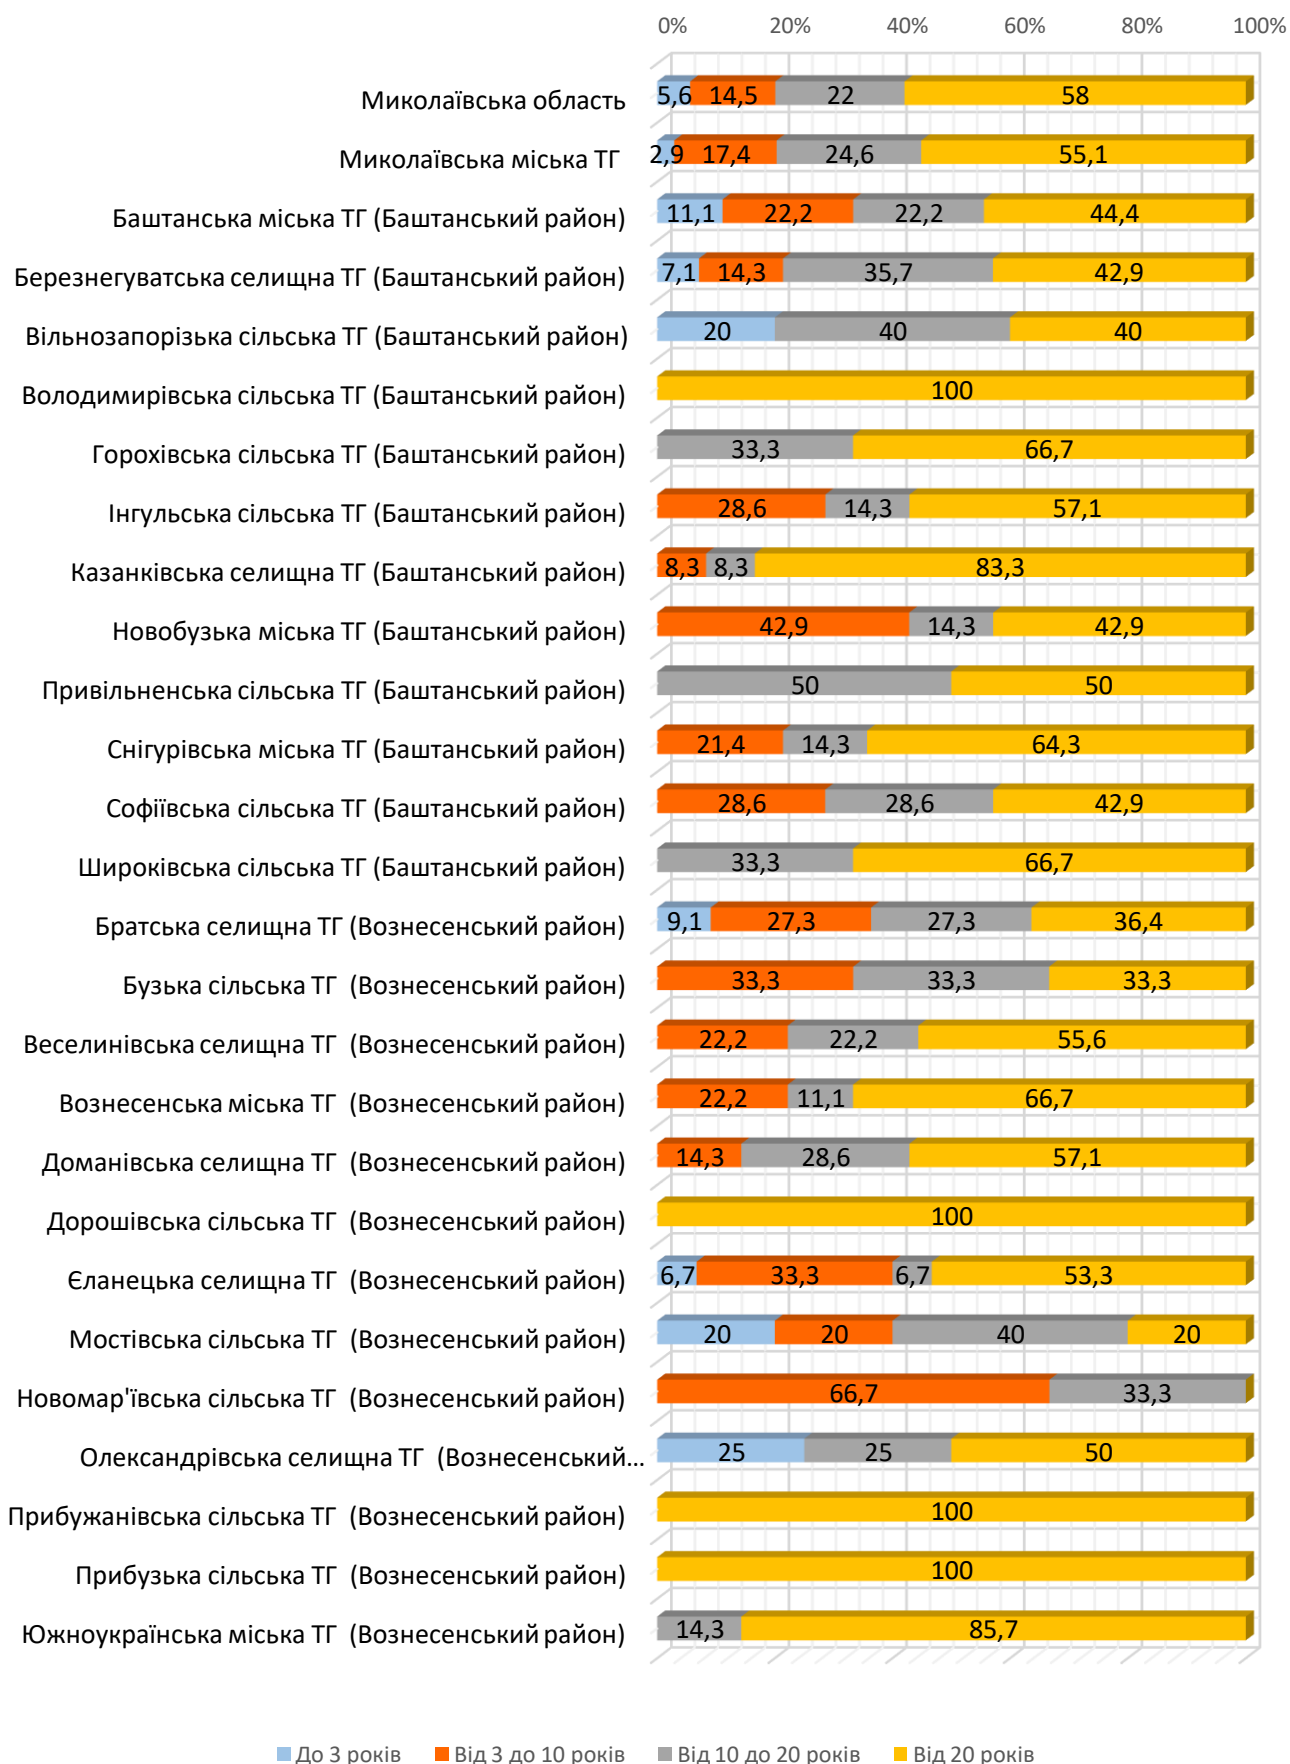 0% 20% 40% 60% 80% 100%
Миколаївська область 5,6 14,5 22 58
Миколаївська міська ТГ 2,9 17,4 24,6 55,1
Баштанська міська ТГ (Баштанський район) 11,1 22,2 22,2 44,4
Березнегуватська селищна ТГ (Баштанський район) 7,1 14,3 35,7 42,9
Вільнозапорізька сільська ТГ (Баштанський район) 20 40 40
Володимирівська сільська ТГ (Баштанський район) 100
Горохівська сільська ТГ (Баштанський район) 33,3 66,7
Інгульська сільська ТГ (Баштанський район) 28,6 14,3 57,1
Казанківська селищна ТГ (Баштанський район) 8,3 8,3 83,3
Новобузька міська ТГ (Баштанський район) 42,9 14,3 42,9
Привільненська сільська ТГ (Баштанський район) 50 50
Снігурівська міська ТГ (Баштанський район) 21,4 14,3 64,3
Софіївська сільська ТГ (Баштанський район) 28,6 28,6 42,9
Широківська сільська ТГ (Баштанський район) 33,3 66,7
Братська селищна ТГ (Вознесенський район) 9,1 27,3 27,3 36,4
Бузька сільська ТГ (Вознесенський район) 33,3 33,3 33,3
Веселинівська селищна ТГ (Вознесенський район) 22,2 22,2 55,6
Вознесенська міська ТГ (Вознесенський район) 22,2 11,1 66,7
Доманівська селищна ТГ (Вознесенський район) 14,3 28,6 57,1
Дорошівська сільська ТГ (Вознесенський район) 100
Єланецька селищна ТГ (Вознесенський район) 6,7 33,3 6,7 53,3
Мостівська сільська ТГ (Вознесенський район) 20 20 40 20
Новомар'ївська сільська ТГ (Вознесенський район) 66,7 33,3
Олександрівська селищна ТГ (Вознесенський... 25 25 50
Прибужанівська сільська ТГ (Вознесенський район) 100
Прибузька сільська ТГ (Вознесенський район) 100
Южноукраїнська міська ТГ (Вознесенський район) 14,3 85,7
До 3 років Від 3 до 10 років Від 10 до 20 років Від 20 років